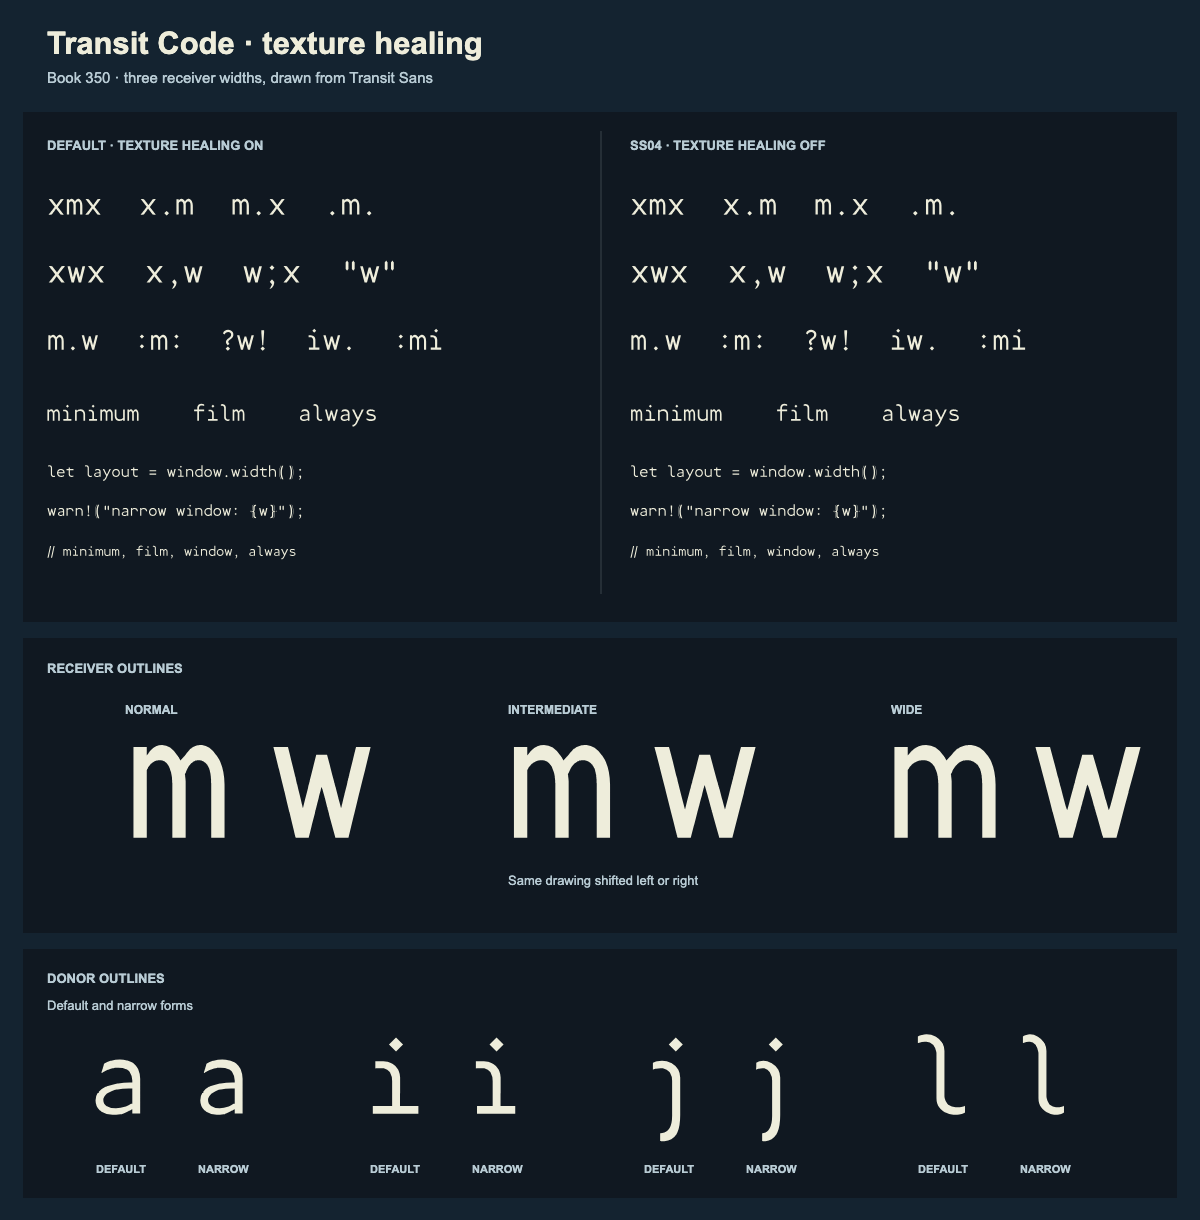 Transit Code · texture healing
Book 350 · three receiver widths, drawn from Transit Sans
DEFAULT · TEXTURE HEALING ON
xmx x.m m.x .m.
xwx x,w w;x "w"
m.w :m: ?w! iw. :mi
minimum film always
let layout = window.width();
warn!("narrow window: {w}");
// minimum, film, window, always
SS04 · TEXTURE HEALING OFF
xmx x.m m.x .m.
xwx x,w w;x "w"
m.w :m: ?w! iw. :mi
minimum film always
let layout = window.width();
warn!("narrow window: {w}");
// minimum, film, window, always
RECEIVER OUTLINES
NORMAL INTERMEDIATE WIDE
m w m w m w
Same drawing shifted left or right
DONOR OUTLINES
Default and narrow forms
a a i i j j l l
DEFAULT NARROW DEFAULT NARROW DEFAULT NARROW DEFAULT NARROW